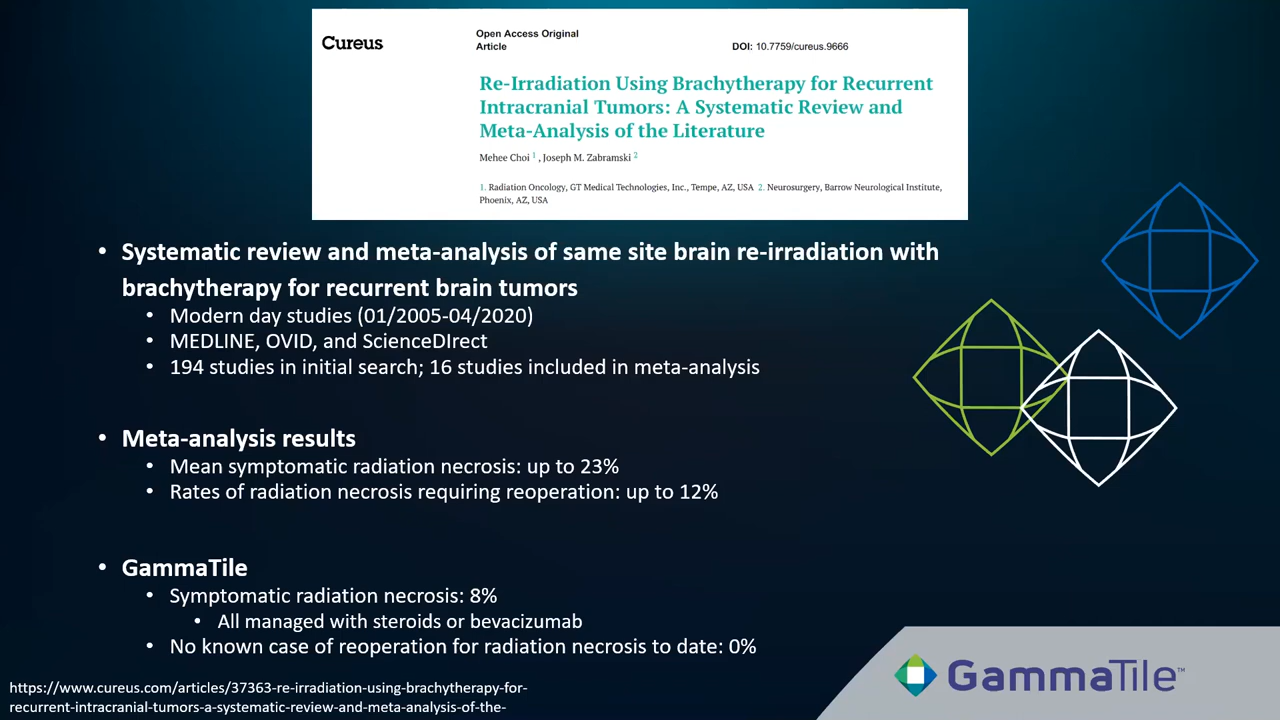 Cureus
Open Access Original
Article
DOI: 10.7759/cureus.9666
Re-Irradiation Using Brachytherapy for Recurrent
Intracranial Tumors: A Systematic Review and
Meta-Analysis of the Literature
Mehee Choi 1 , Joseph M. Zabramski 2
1. Radiation Oncology, GT Medical Technologies, Inc., Tempe, AZ, USA 2. Neurosurgery, Barrow Neurological Institute,
Phoenix, AZ, USA
• Systematic review and meta-analysis of same site brain re-irradiation with
brachytherapy for recurrent brain tumors
• Modern day studies (01/2005-04/2020)
• MEDLINE, OVID, and ScienceDIrect
• 194 studies in initial search; 16 studies included in meta-analysis
• Meta-analysis results
• Mean symptomatic radiation necrosis: up to 23%
• Rates of radiation necrosis requiring reoperation: up to 12%
• GammaTile
• Symptomatic radiation necrosis: 8%
• All managed with steroids or bevacizumab
• No known case of reoperation for radiation necrosis to date: 0%
https://www.cureus.com/articles/37363-re-irradiation-using-brachytherapy-for-
recurrent-intracranial-tumors-a-systematic-review-and-meta-analysis-of-the-
GammaTile™